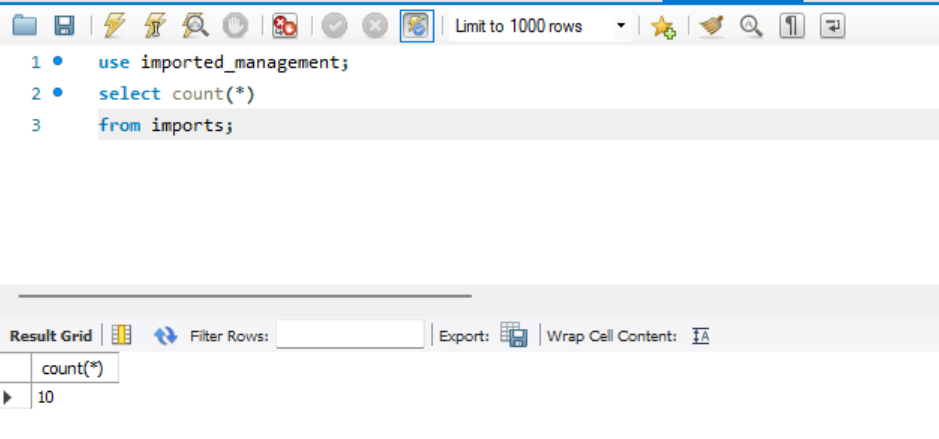 Limit to 1000 rows
1 use imported_management;
2 select count(*)
3 from imports;
Result Grid Filter Rows: Export: Wrap Cell Content: IA
count(*)
10